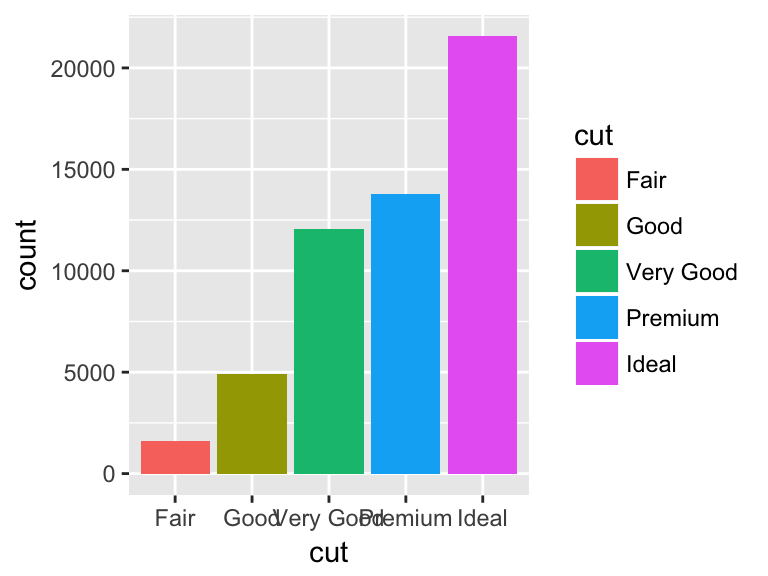 20000
15000
10000
5000
0
count
Fair Good Very Good Premium Ideal
cut
cut
Fair
Good
Very Good
Premium
Ideal